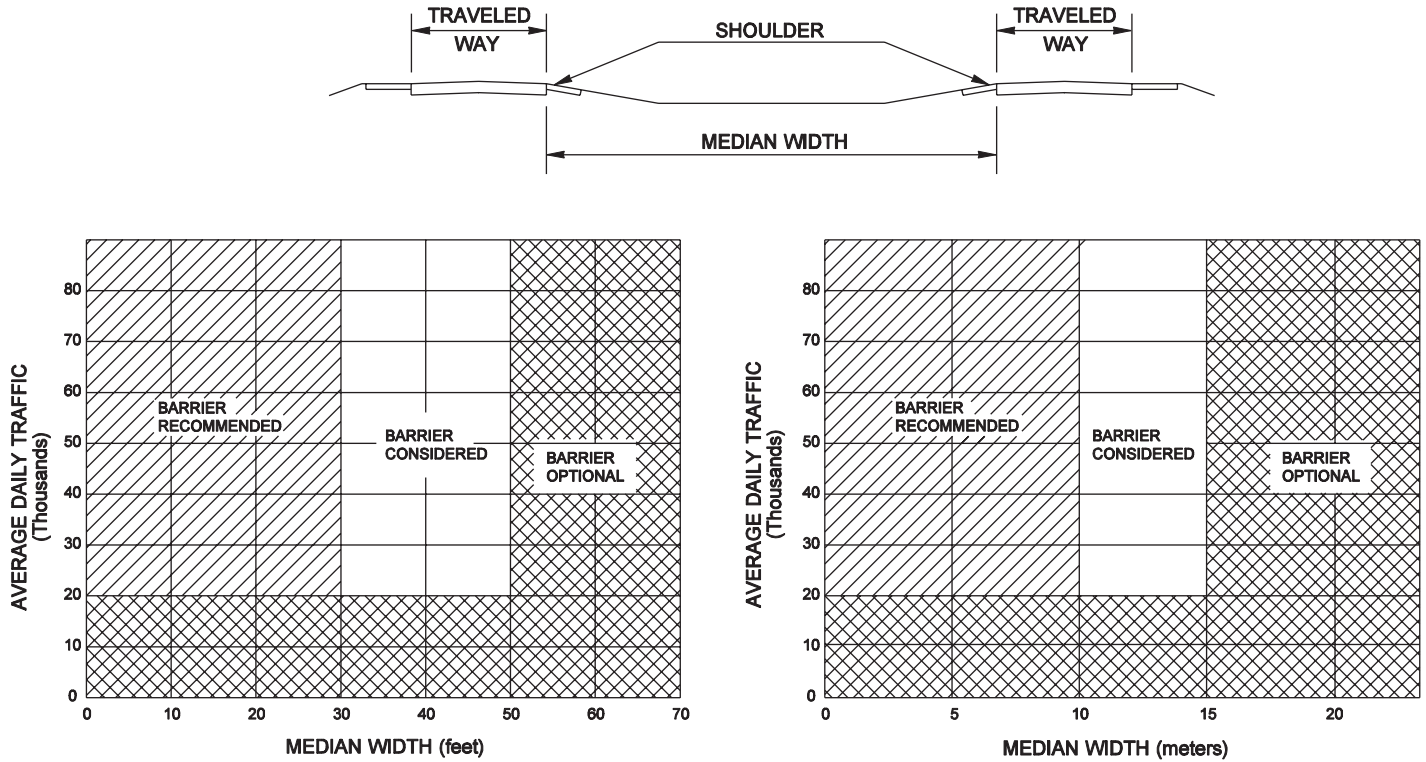 TRAVELED
WAY
SHOULDER
TRAVELED
WAY
MEDIAN WIDTH
AVERAGE DAILY TRAFFIC
(Thousands)
80
70
60
50
40
30
20
10
0
BARRIER
RECOMMENDED
BARRIER
CONSIDERED
BARRIER
OPTIONAL
0 10 20 30 40 50 60 70
MEDIAN WIDTH (feet)
AVERAGE DAILY TRAFFIC
(Thousands)
80
70
60
50
40
30
20
10
0
BARRIER
RECOMMENDED
BARRIER
CONSIDERED
BARRIER
OPTIONAL
0 5 10 15 20
MEDIAN WIDTH (meters)